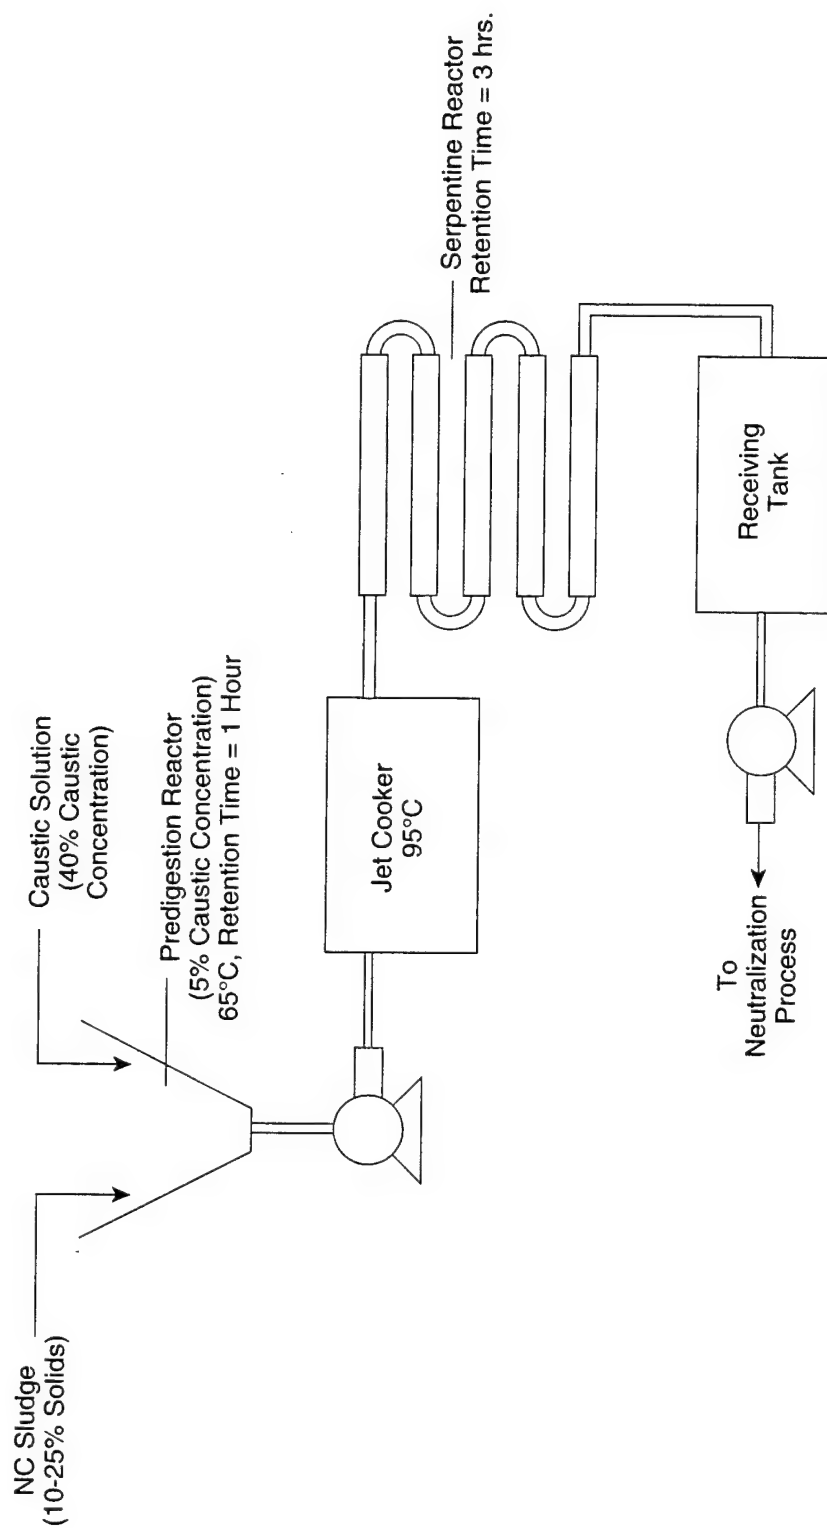 NC Sludge
(10-25% Solids)
Caustic Solution
(40% Caustic
Concentration)
Predigestion Reactor
(5% Caustic Concentration)
65°C, Retention Time = 1 Hour
Jet Cooker
95°C
Serpentine Reactor
Retention Time = 3 hrs.
Receiving
Tank
To
Neutralization
Process